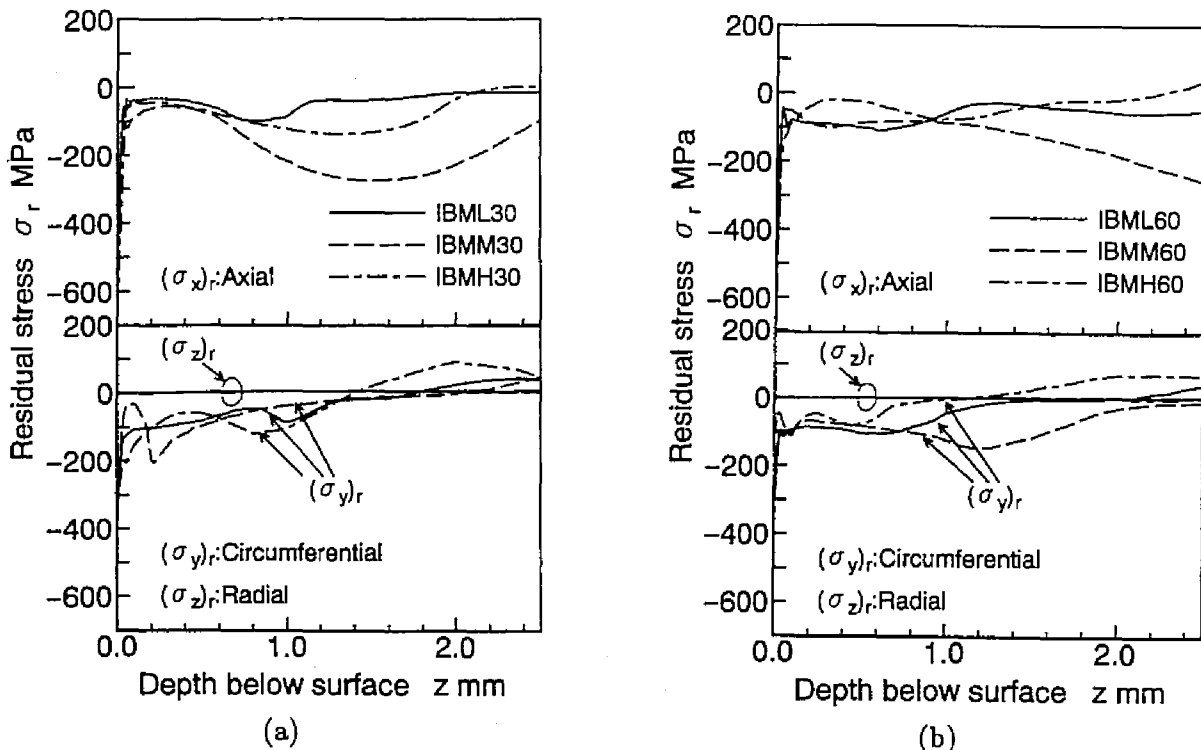 200
0
−200
−400
−600
Residual stress σr, MPa
IBML30
IBMM30
IBMH30
(σx)r:Axial
200
0
−200
−400
−600
(σz)r
(σy)r
(σy)r:Circumferential
(σz)r:Radial
0.0 1.0 2.0
Depth below surface z mm
(a)
200
0
−200
−400
−600
Residual stress σr, MPa
IBML60
IBMM60
IBMH60
(σx)r:Axial
200
0
−200
−400
−600
(σz)r
(σy)r
(σy)r:Circumferential
(σz)r:Radial
0.0 1.0 2.0
Depth below surface z mm
(b)